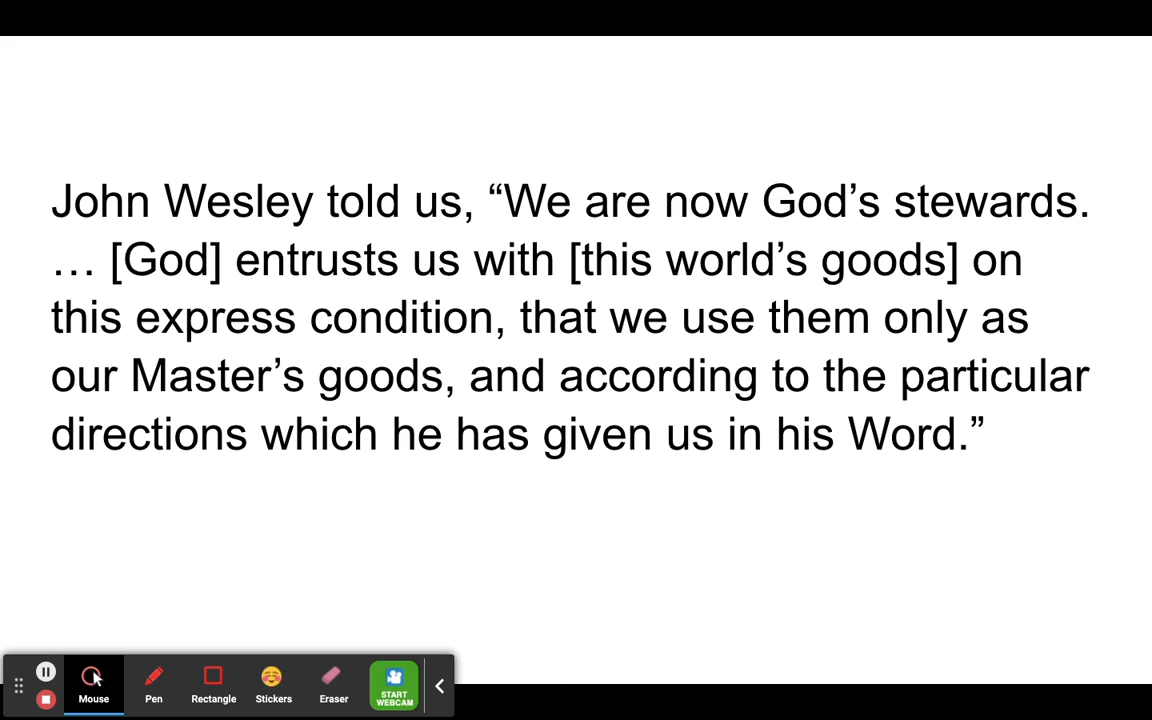 John Wesley told us, “We are now God’s stewards.
… [God] entrusts us with [this world’s goods] on
this express condition, that we use them only as
our Master’s goods, and according to the particular
directions which he has given us in his Word.”
Mouse
Pen
Rectangle
Stickers
Eraser
START
WEBCAM